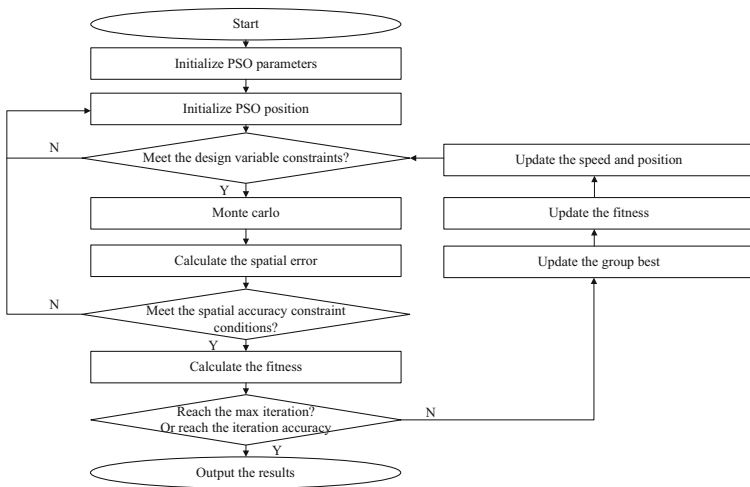 Start
Initialize PSO parameters
Initialize PSO position
N
Meet the design variable constraints?
Update the speed and position
Y
Monte carlo
Update the fitness
Calculate the spatial error
Update the group best
N
Meet the spatial accuracy constraint
conditions?
Y
Calculate the fitness
Reach the max iteration?
Or reach the iteration accuracy
N
Y
Output the results